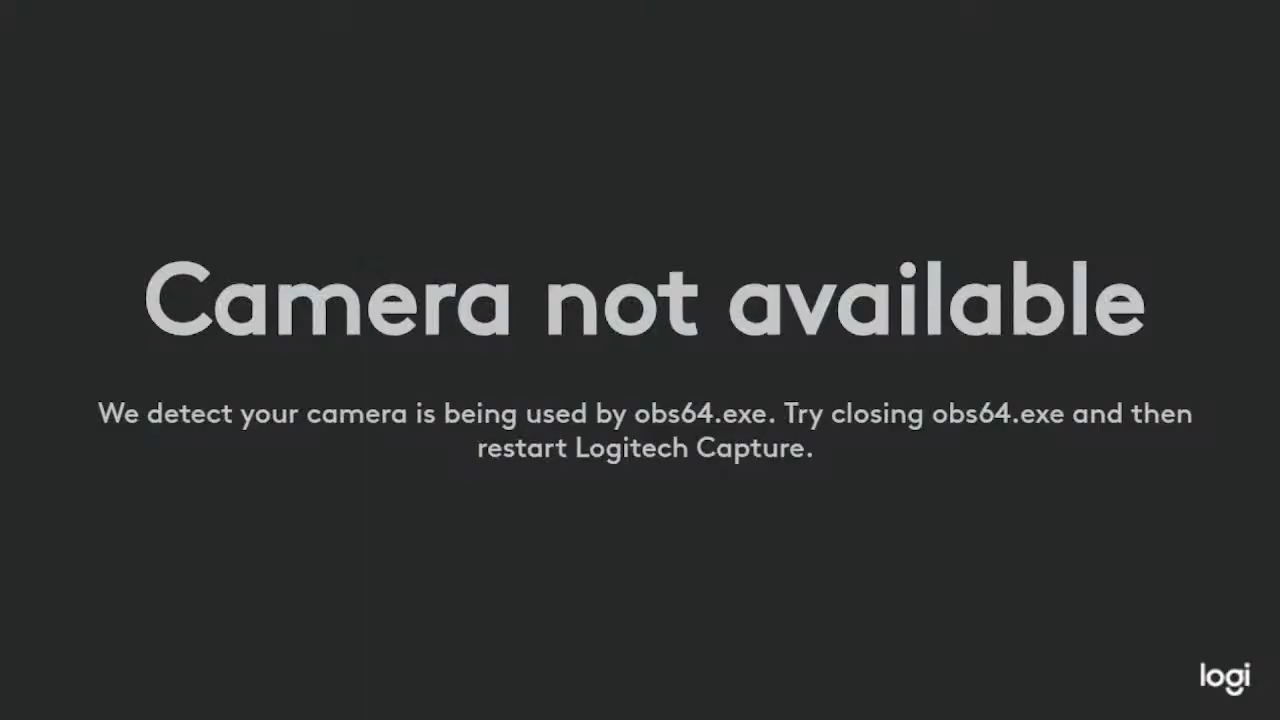 Camera not available
We detect your camera is being used by obs64.exe. Try closing obs64.exe and then
restart Logitech Capture.
logi